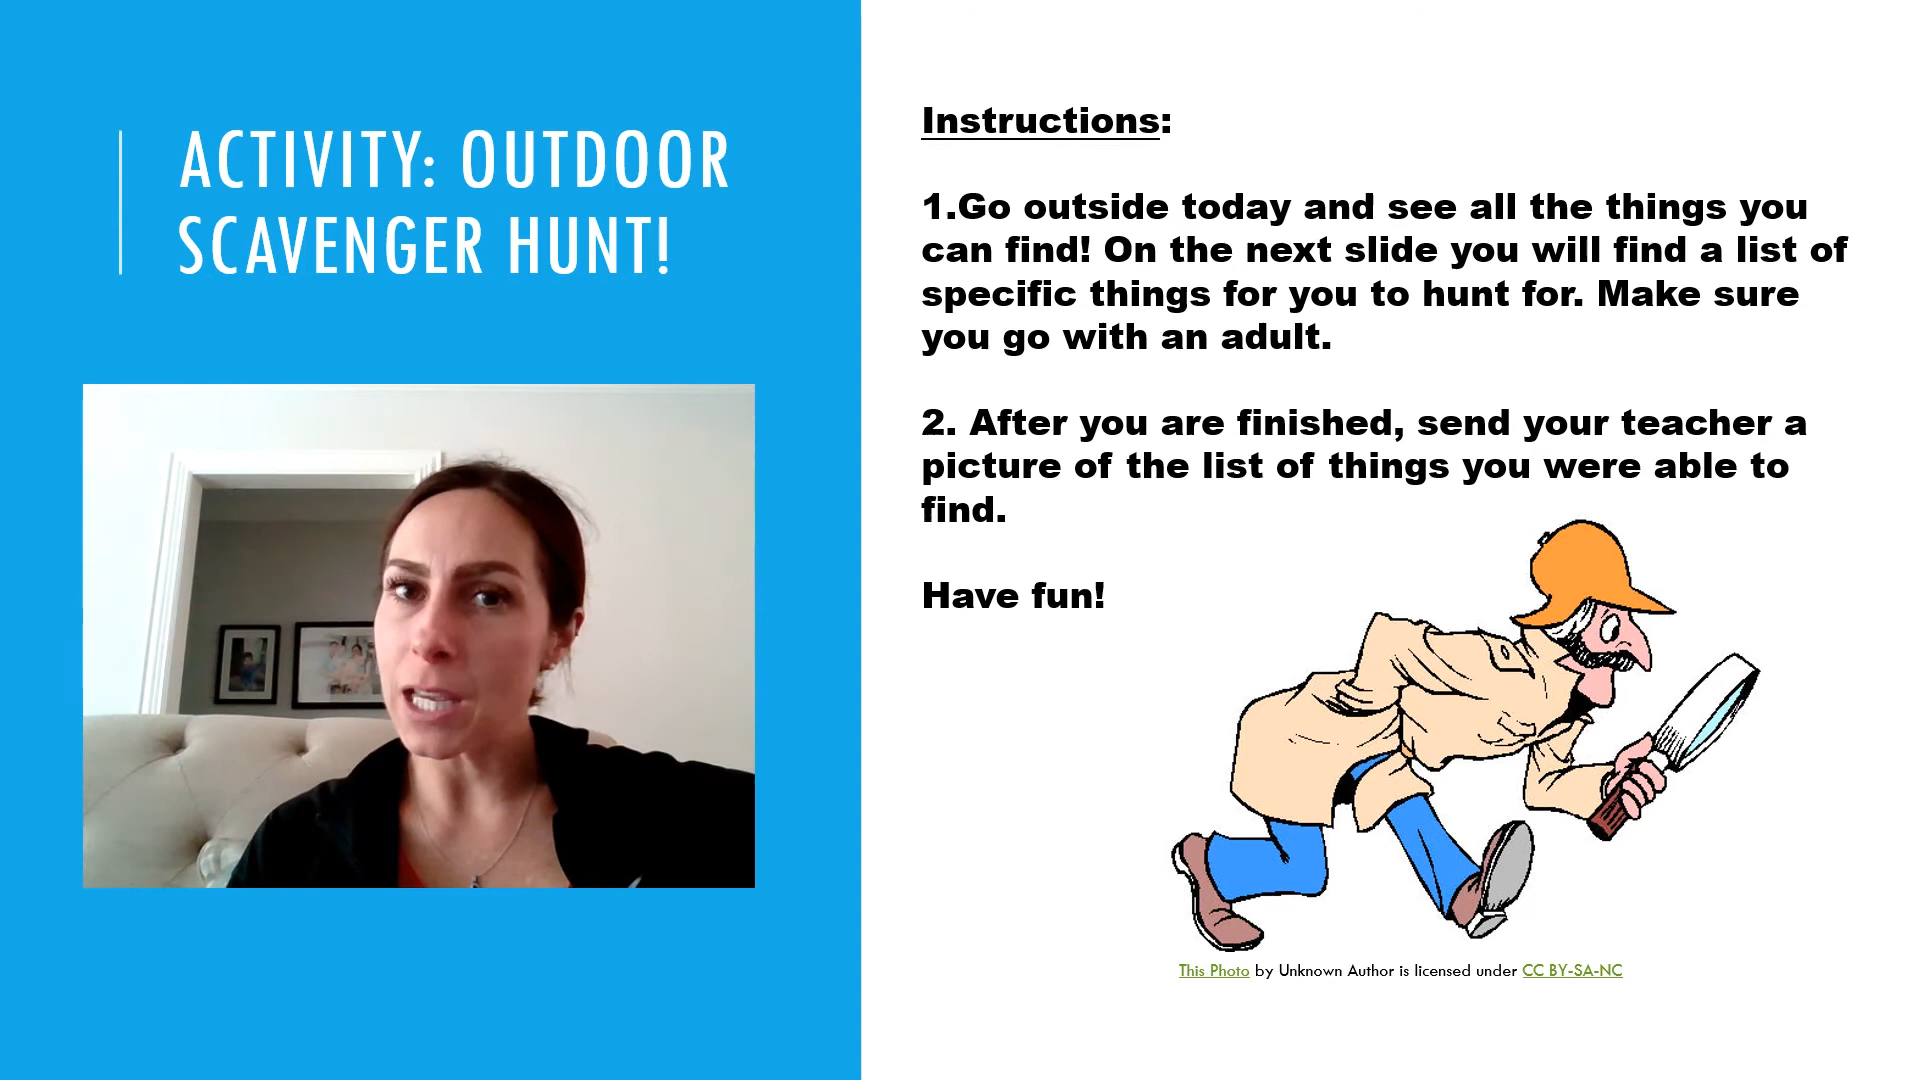 ACTIVITY: OUTDOOR
SCAVENGER HUNT!
Instructions:
1.Go outside today and see all the things you
can find! On the next slide you will find a list of
specific things for you to hunt for. Make sure
you go with an adult.
2. After you are finished, send your teacher a
picture of the list of things you were able to
find.
Have fun!
This Photo by Unknown Author is licensed under CC BY-SA-NC